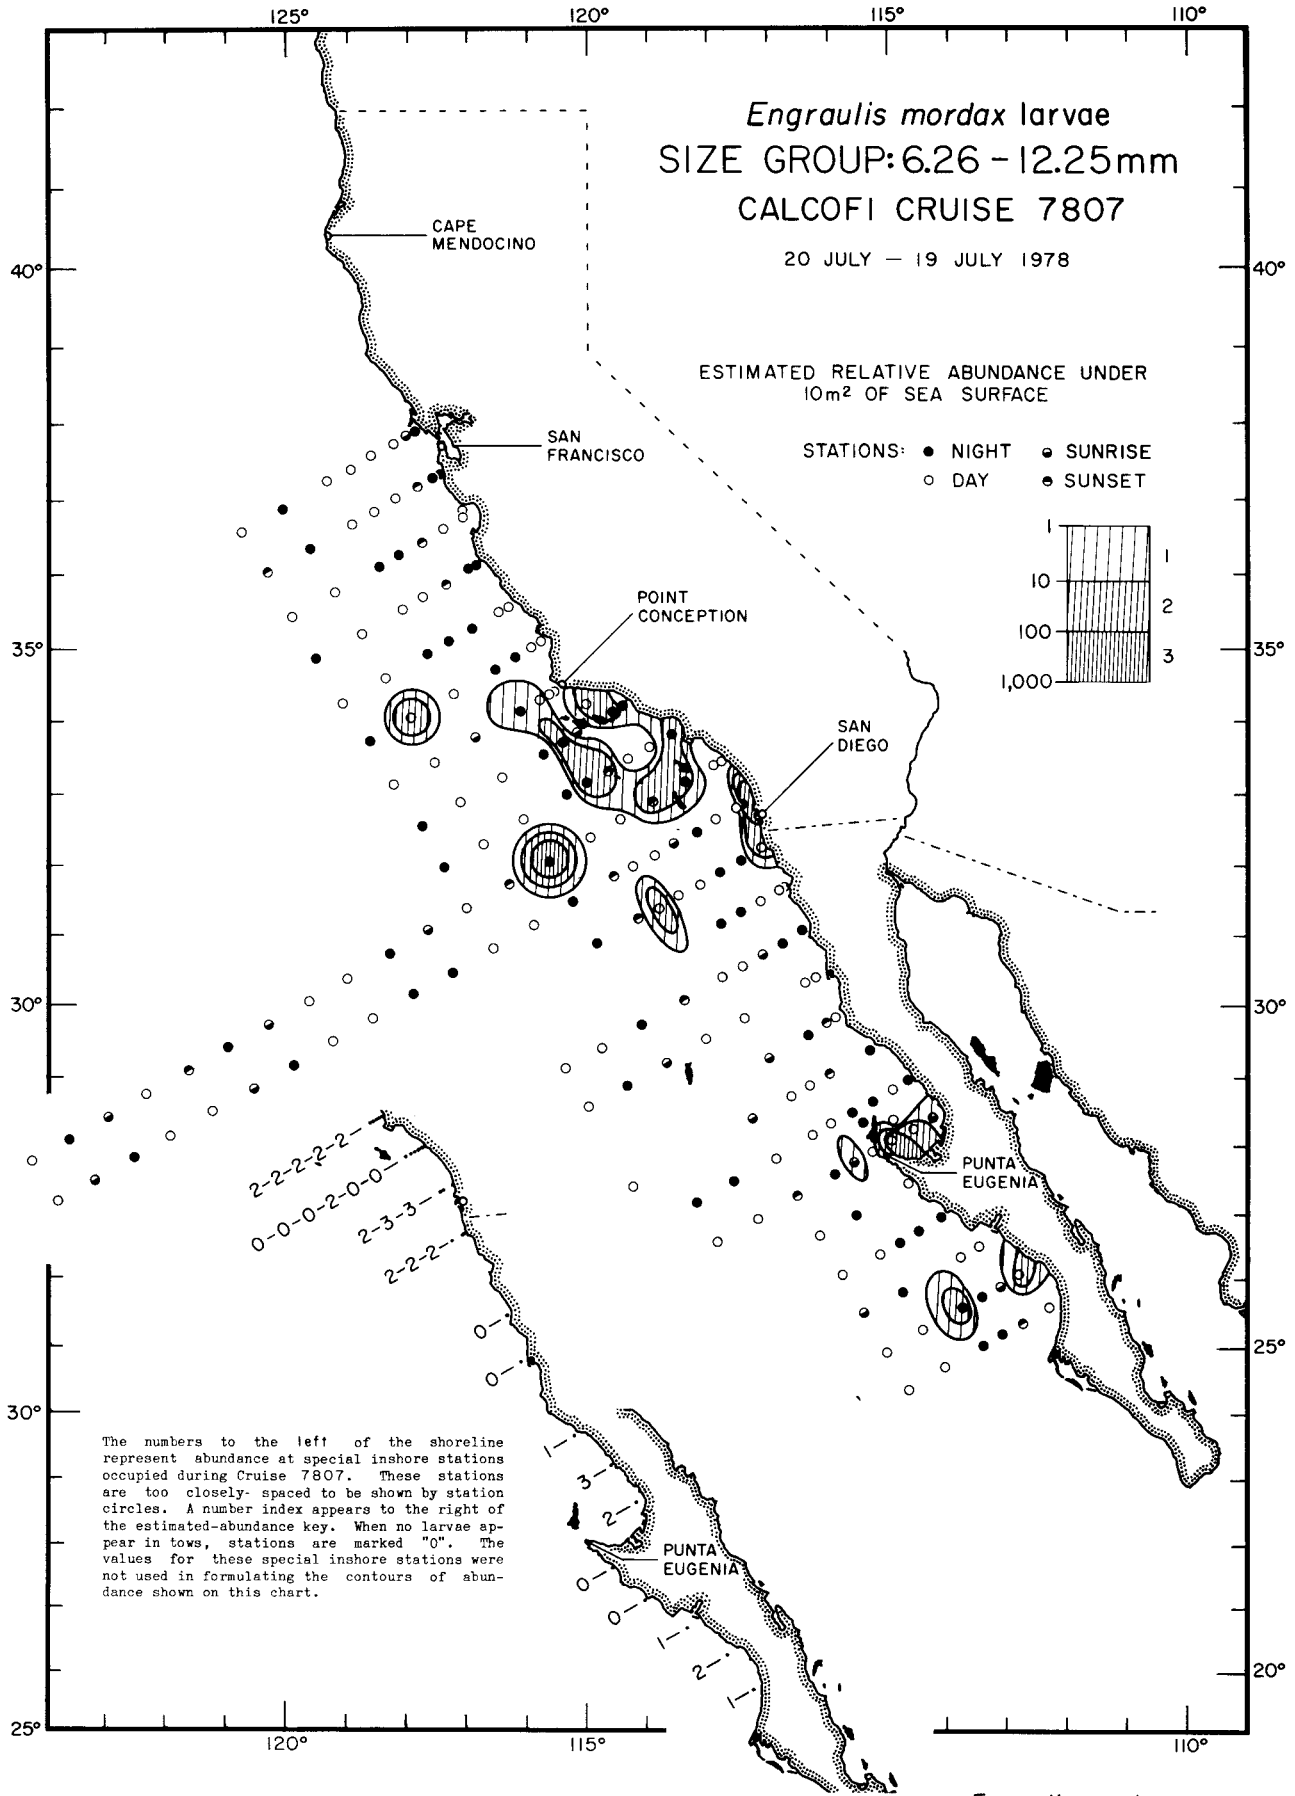 125°
120°
115°
110°
Engraulis mordax larvae
SIZE GROUP: 6.26 - 12.25mm
CALCOFI CRUISE 7807
20 JULY — 19 JULY 1978
CAPE
MENDOCINO
40°
40°
ESTIMATED RELATIVE ABUNDANCE UNDER
10m² OF SEA SURFACE
SAN
FRANCISCO
STATIONS: NIGHT SUNRISE
DAY SUNSET
1
1
10
2
100
3
1,000
POINT
CONCEPTION
35°
35°
SAN
DIEGO
30°
30°
2-2-2-2-2
0-0-0-2-0-0
2-3-3
2-2-2
PUNTA
EUGENIA
0
0
25°
30°
The numbers to the left of the shoreline
represent abundance at special inshore stations
occupied during Cruise 7807. These stations
are too closely- spaced to be shown by station
circles. A number index appears to the right of
the estimated-abundance key. When no larvae ap-
pear in tows, stations are marked "0". The
values for these special inshore stations were
not used in formulating the contours of abun-
dance shown on this chart.
1
3
2
PUNTA
EUGENIA
0
0
1
2
1
20°
25°
120°
115°
110°